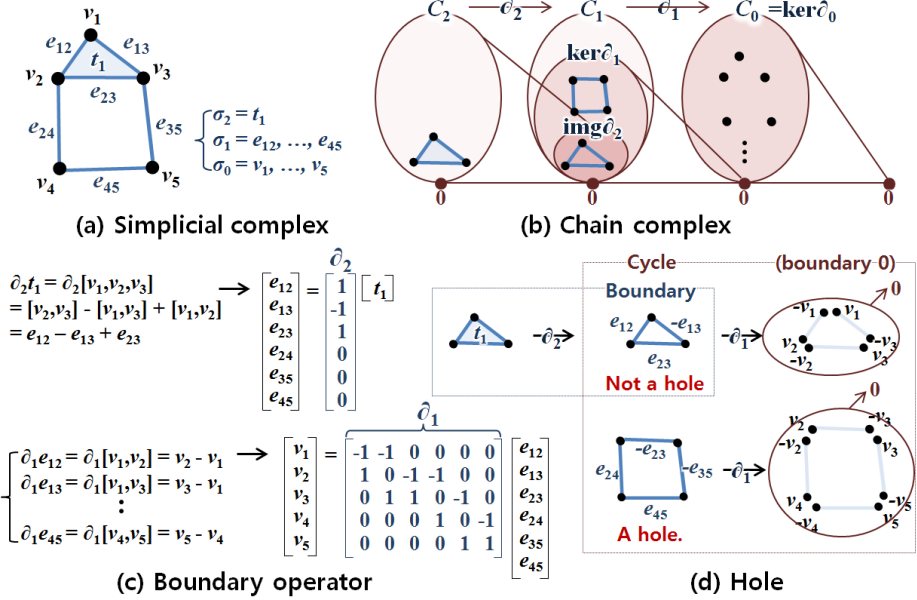 v₁
e₁₂ e₁₃
t₁
v₂ v₃
e₂₃
e₂₄ e₃₅
v₄ v₅
e₄₅
σ₂ = t₁
σ₁ = e₁₂, …, e₄₅
σ₀ = v₁, …, v₅
(a) Simplicial complex
C₂ ∂₂ C₁ ∂₁ C₀ =ker∂₀
ker∂₁
img∂₂
0 0 0 0
(b) Chain complex
∂₂t₁ = ∂₂[v₁,v₂,v₃]
= [v₂,v₃] - [v₁,v₃] + [v₁,v₂]
= e₁₂ – e₁₃ + e₂₃
∂₂
e₁₂ = 1 [t₁]
e₁₃ -1
e₂₃ 1
e₂₄ 0
e₃₅ 0
e₄₅ 0
∂₁e₁₂ = ∂₁[v₁,v₂] = v₂ - v₁
∂₁e₁₃ = ∂₁[v₁,v₃] = v₃ - v₁
⋮
∂₁e₄₅ = ∂₁[v₄,v₅] = v₅ - v₄
∂₁
v₁ = -1 -1 0 0 0 0 e₁₂
v₂ 1 0 -1 -1 0 0 e₁₃
v₃ 0 1 1 0 -1 0 e₂₃
v₄ 0 0 0 1 0 -1 e₂₄
v₅ 0 0 0 0 1 1 e₃₅
e₄₅
(c) Boundary operator
Cycle (boundary 0)
Boundary
0
t₁ -∂₂→ e₁₂ -e₁₃ -∂₁→ -v₁ v₁
e₂₃ v₂ -v₃
-v₂ v₃
Not a hole
0
v₂ -v₃
-v₂ v₃
-e₂₃
e₂₄ -e₃₅ -∂₁→
e₄₅ v₄ -v₅
-v₄ v₅
A hole.
(d) Hole